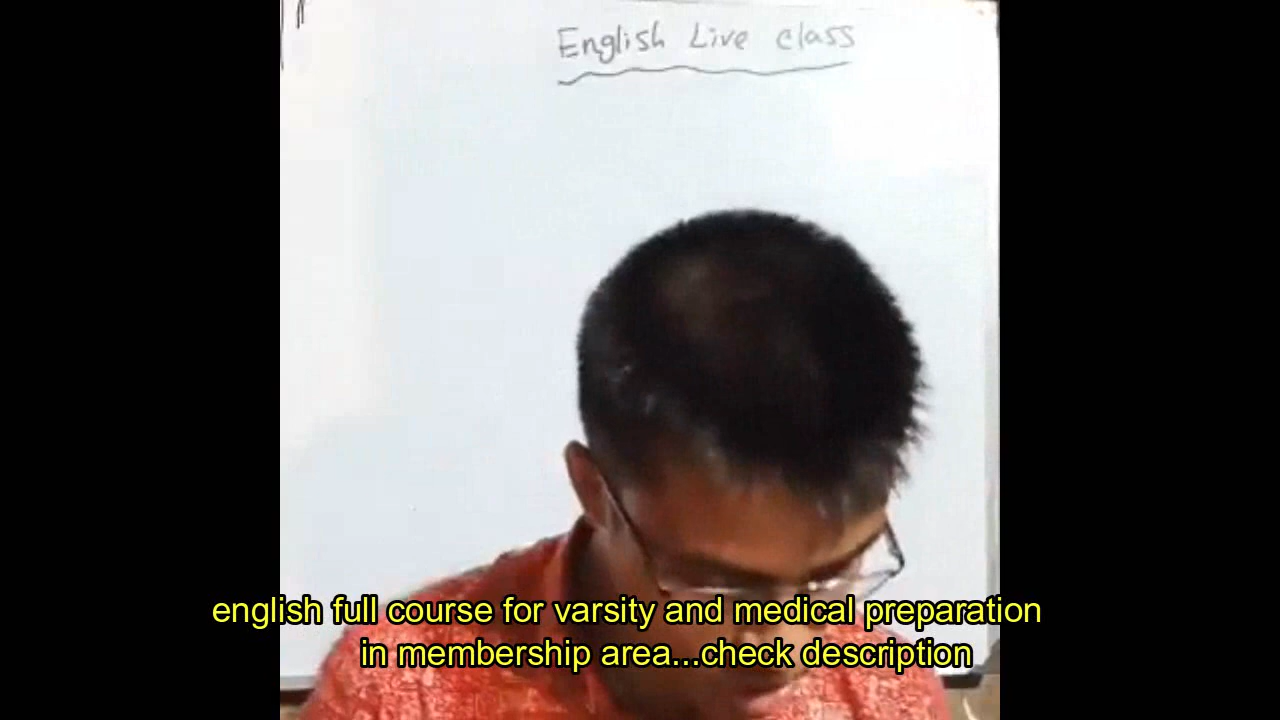 English Live class
english full course for varsity and medical preparation
in membership area...check description